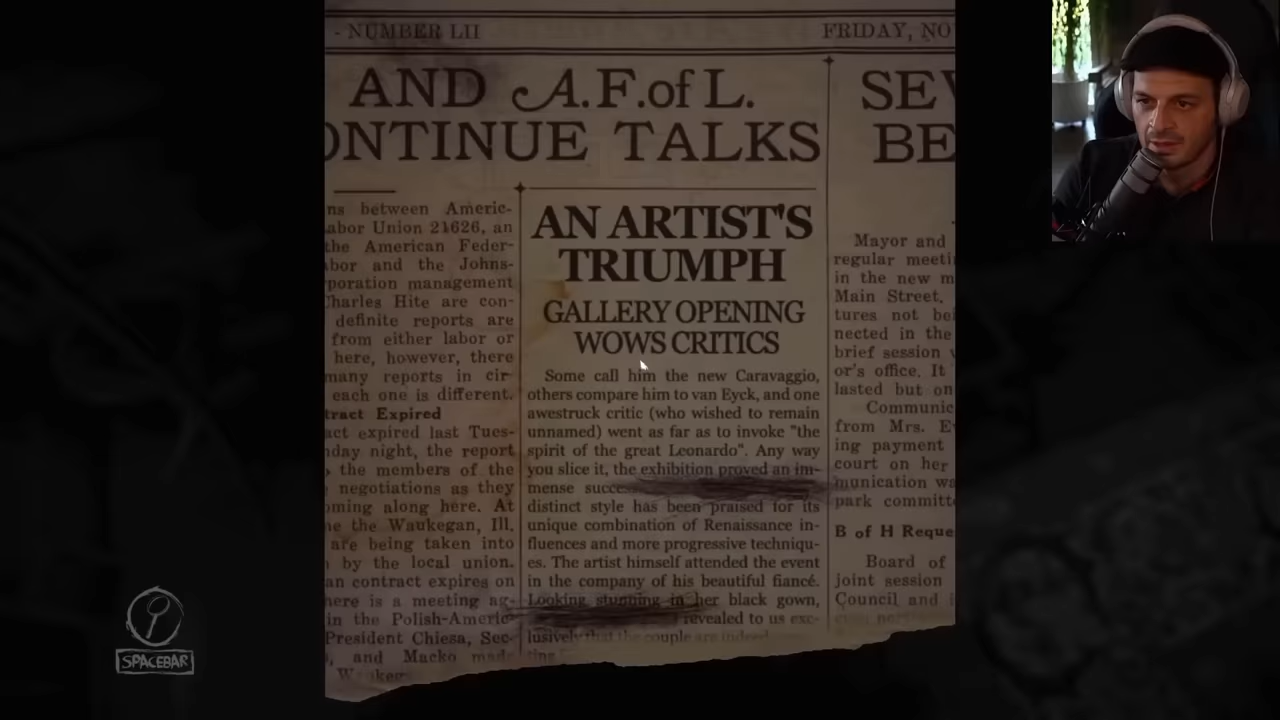 - NUMBER LII
FRIDAY, NO
AND A.F.of L.
ONTINUE TALKS
ns between Americ-
abor Union 21626, an
the American Feder-
bor and the Johns-
poration management
Charles Hite are con-
definite reports are
from either labor or
here, however, there
many reports in cir-
each one is different.
tract Expired
act expired last Tues-
day night, the report
the members of the
negotiations as they
oming along here. At
e the Waukegan, Ill.
are being taken into
by the local union.
an contract expires on
here is a meeting ag-
in the Polish-Americ-
President Chiesa, Sec-
, and Macko made
AN ARTIST'S
TRIUMPH
GALLERY OPENING
WOWS CRITICS
Some call him the new Caravaggio,
others compare him to van Eyck, and one
awestruck critic (who wished to remain
unnamed) went as far as to invoke "the
spirit of the great Leonardo". Any way
you slice it, the exhibition proved an im-
mense success
distinct style has been praised for its
unique combination of Renaissance in-
fluences and more progressive techniqu-
es. The artist himself attended the event
in the company of his beautiful fiancé.
Looking stunning in her black gown,
revealed to us exc-
lusively that the couple are indeed
ting
SEV
BE
Mayor and
regular meeti
in the new m
Main Street.
tures not bei
nected in the
brief session
or's office. It
lasted but on
Communic
from Mrs. E
ing payment
court on her
munication wa
park committ
B of H Reque
Board of
joint session
Council and
SPACEBAR